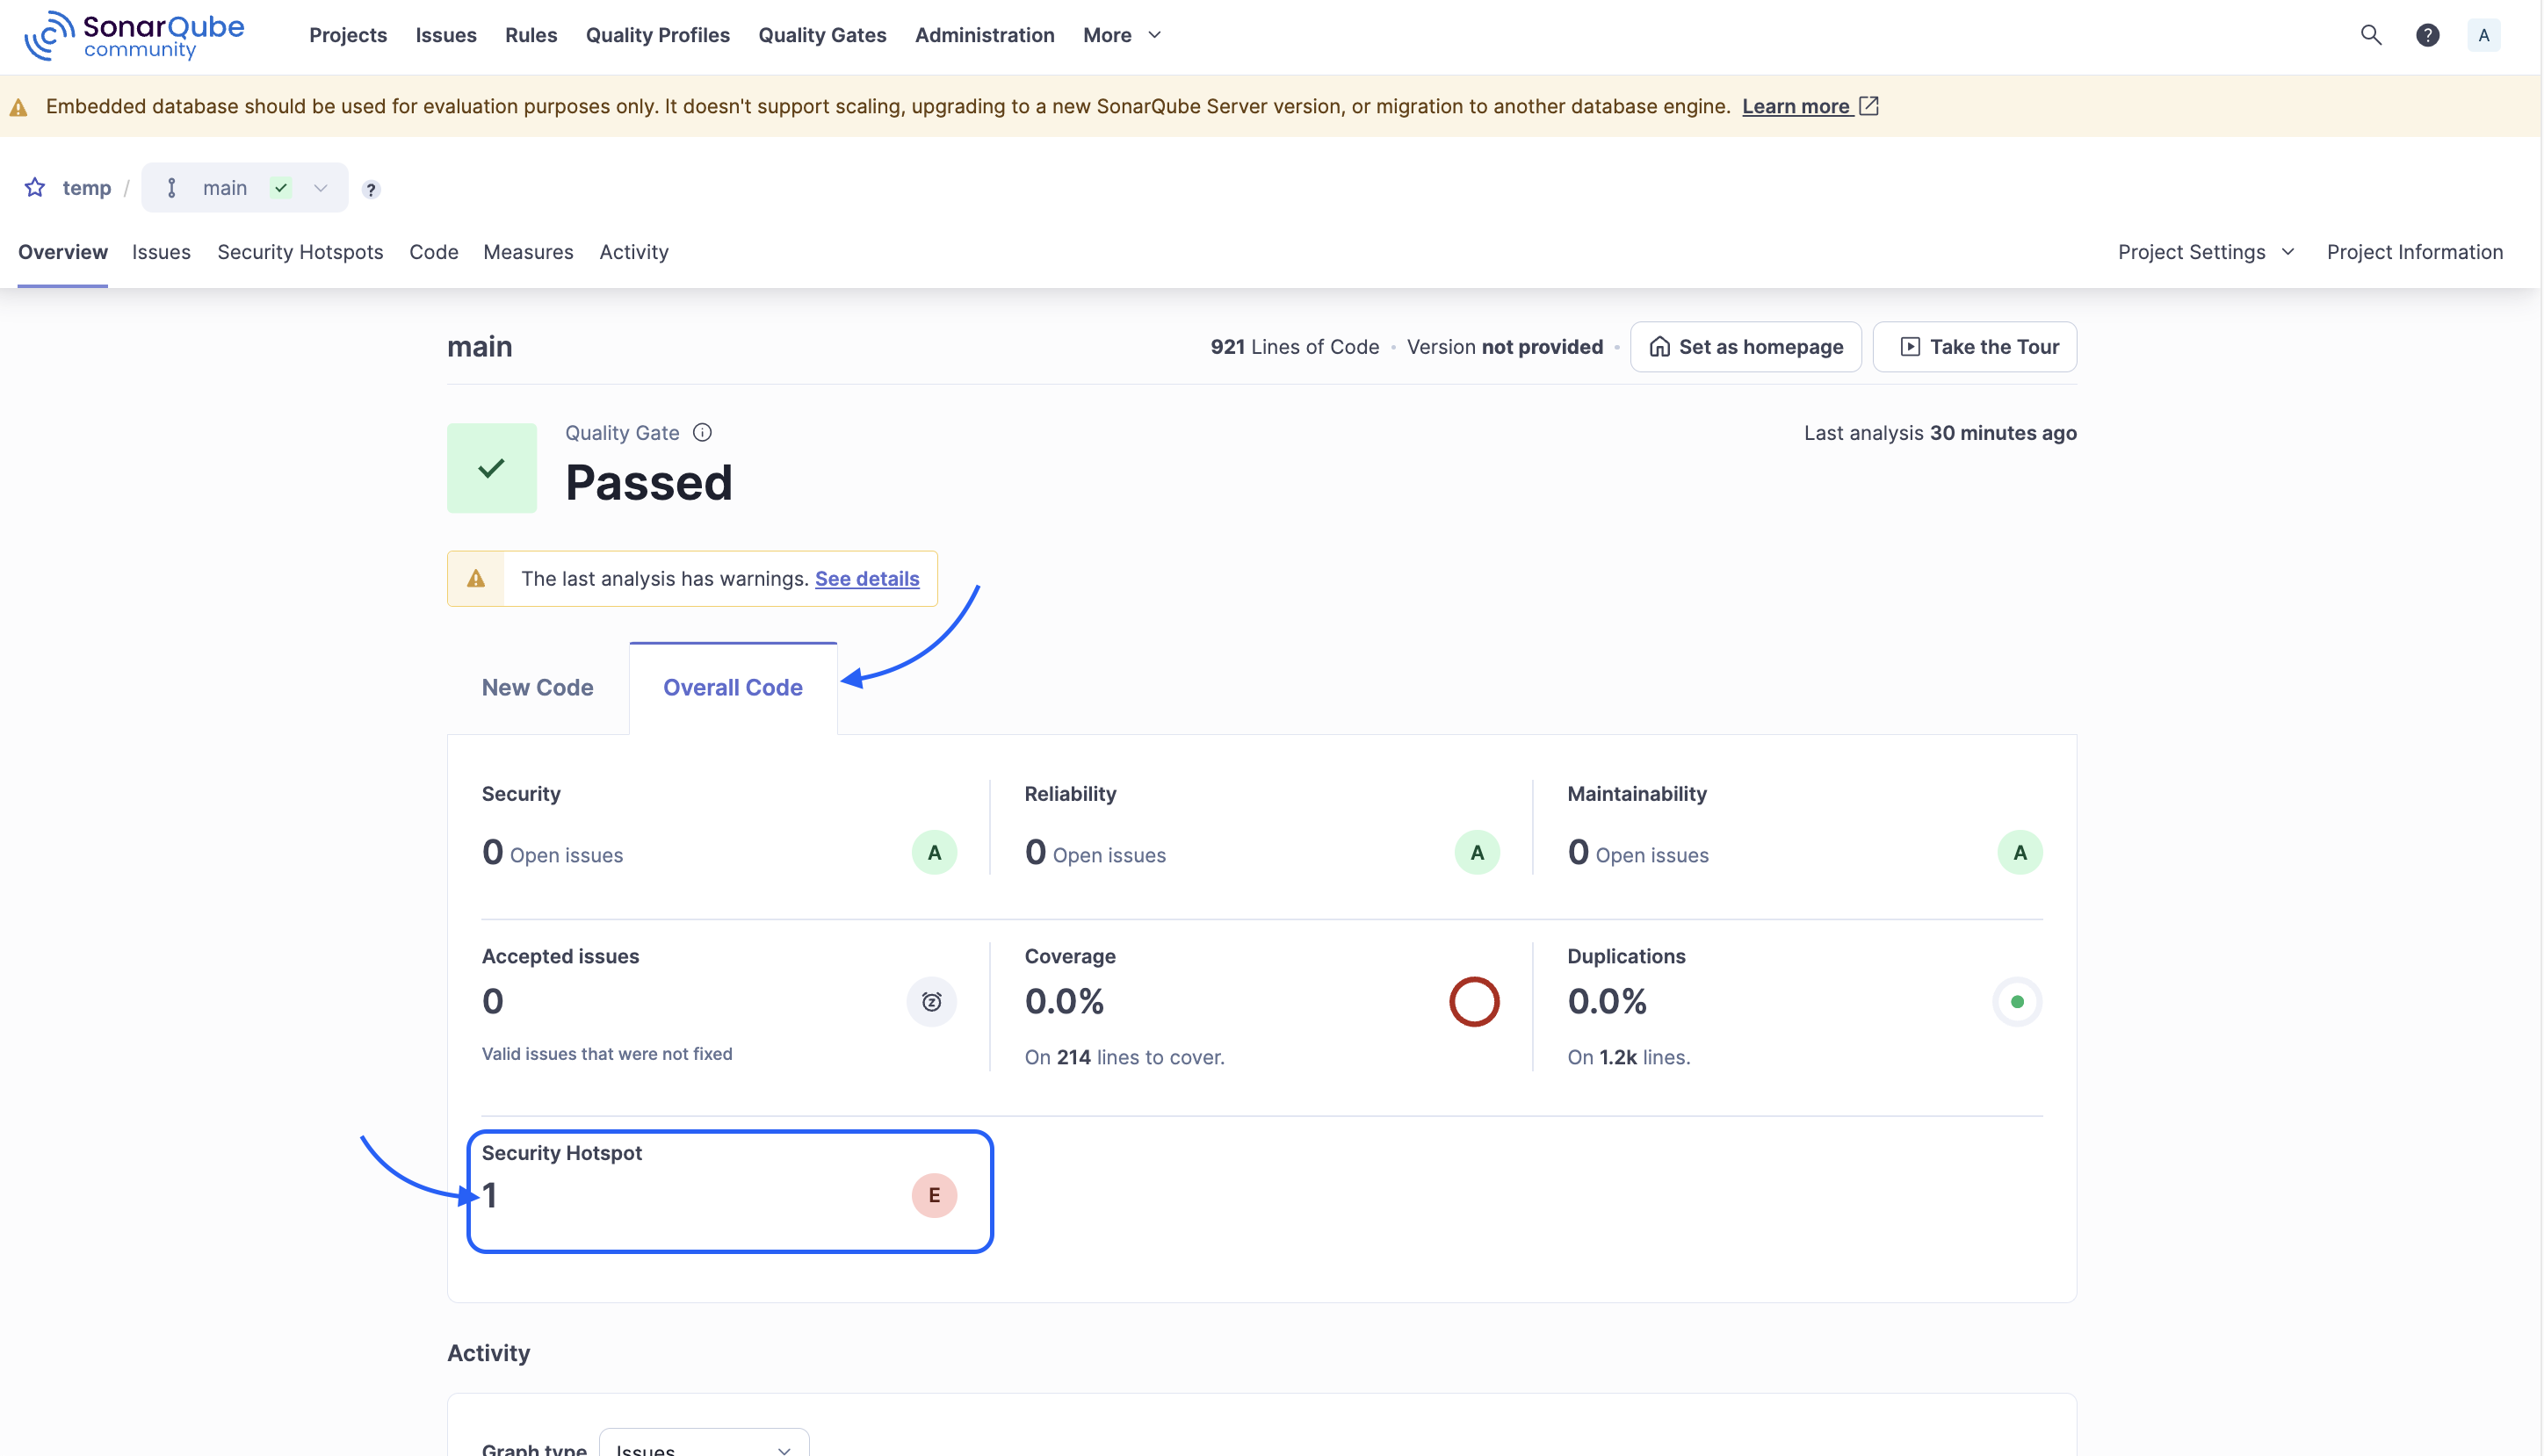 SonarQube community Projects Issues Rules Quality Profiles Quality Gates Administration More ? A
Embedded database should be used for evaluation purposes only. It doesn't support scaling, upgrading to a new SonarQube Server version, or migration to another database engine. Learn more
temp / main ?
Overview Issues Security Hotspots Code Measures Activity Project Settings Project Information
main 921 Lines of Code • Version not provided • Set as homepage Take the Tour
Quality Gate Last analysis 30 minutes ago
Passed
The last analysis has warnings. See details
New Code Overall Code
Security Reliability Maintainability
0 Open issues A 0 Open issues A 0 Open issues A
Accepted issues Coverage Duplications
0 0.0% 0.0%
Valid issues that were not fixed On 214 lines to cover. On 1.2k lines.
Security Hotspot
1 E
Activity
Graph type Issues